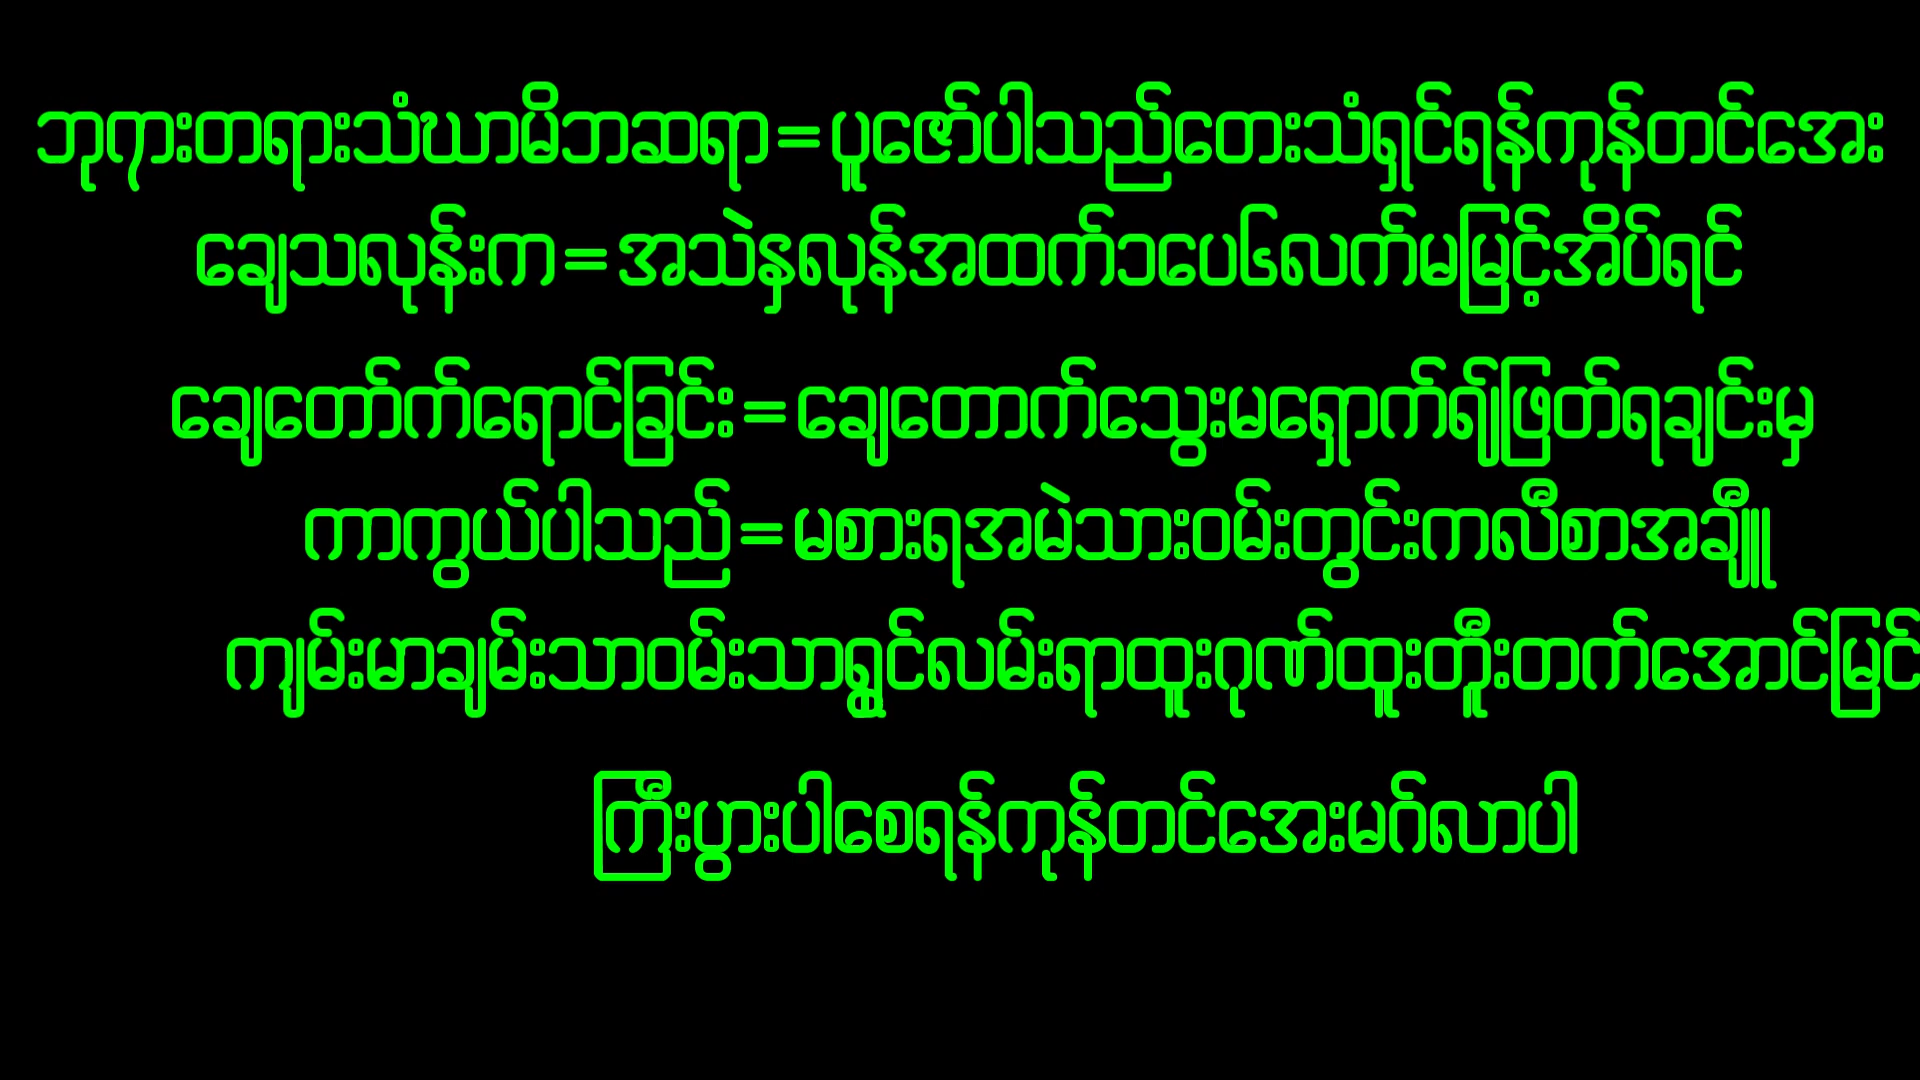 ဘု၇ားတရားသံဃာမိဘဆရာ=ပူဇော်ပါသည်တေးသံရှင်ရန်ကုန်တင်အေး
ချေသလုန်းက=အသဲနှလုန်အထက်၁ပေ၆လက်မမြင့်အိပ်ရင်
ချေတော်က်ရောင်ခြင်း=ချေတောက်သွေးမရှောက်၍ဖြတ်ရချင်းမှ
ကာကွယ်ပါသည်=မစားရအမဲသားဝမ်းတွင်းကလီစာအချီူ
ကျမ်းမာချမ်းသာဝမ်းသာရွှင်လမ်းရာထူးဂုဏ်ထူးတိူးတက်အောင်မြင်
ကြီးပွားပါစေရန်ကုန်တင်အေးမင်္ဂလာပါ